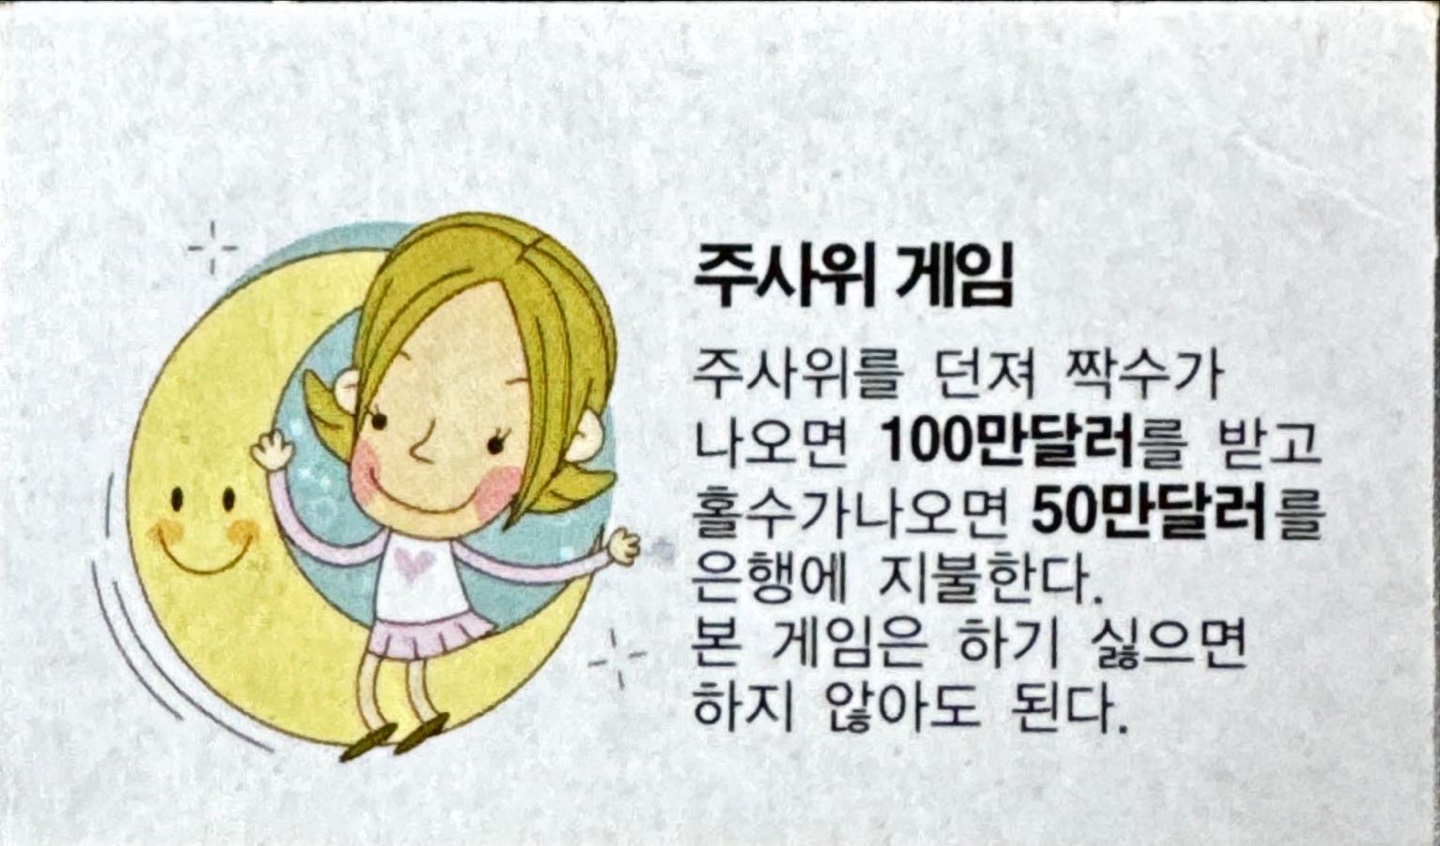 주사위 게임
주사위를 던져 짝수가
나오면 100만달러를 받고
홀수가나오면 50만달러를
은행에 지불한다.
본 게임은 하기 싫으면
하지 않아도 된다.